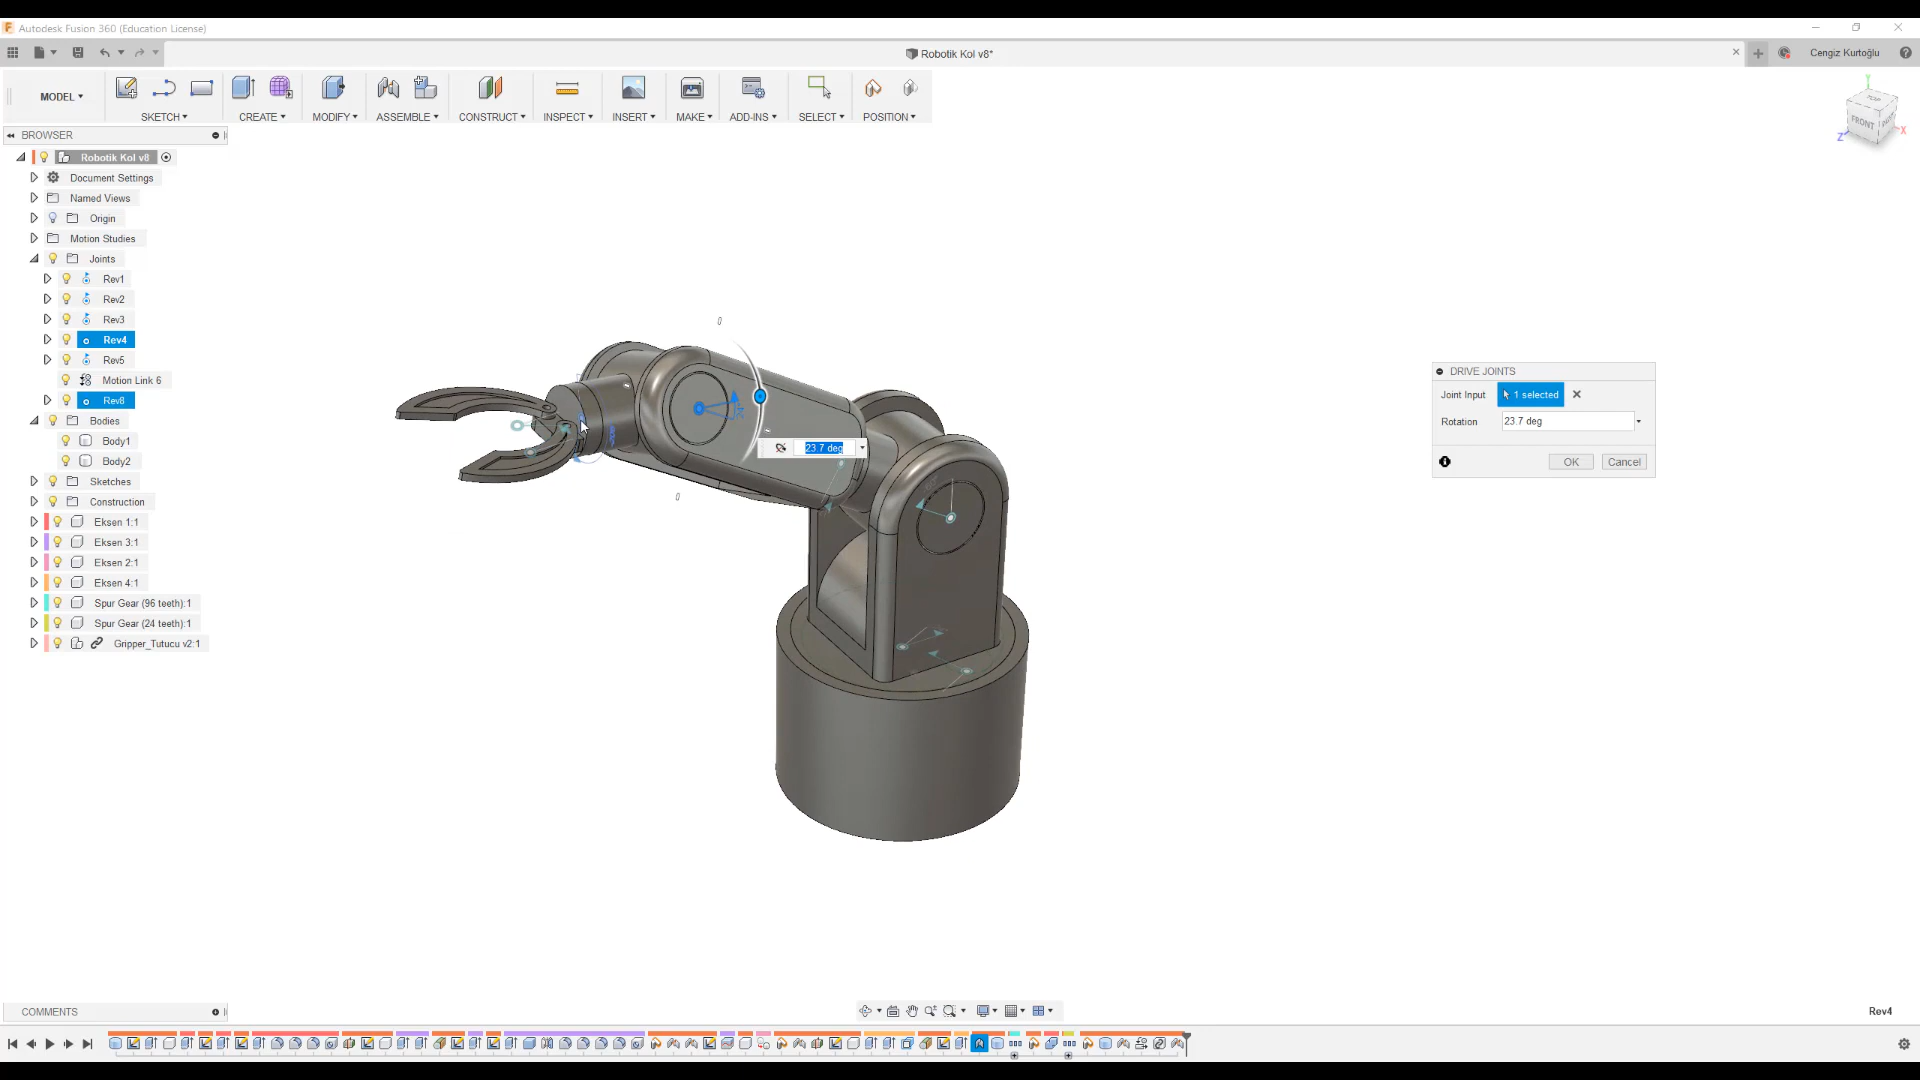 Autodesk Fusion 360 (Education License)
Robotik Kol v8*
Cengiz Kurtoğlu
MODEL
SKETCH
CREATE
MODIFY
ASSEMBLE
CONSTRUCT
INSPECT
INSERT
MAKE
ADD-INS
SELECT
POSITION
TOP
FRONT
Y
X
Z
BROWSER
Robotik Kol v8
Document Settings
Named Views
Origin
Motion Studies
Joints
Rev1
Rev2
Rev3
Rev4
Rev5
Motion Link 6
Rev8
Bodies
Body1
Body2
Sketches
Construction
Eksen 1:1
Eksen 3:1
Eksen 2:1
Eksen 4:1
Spur Gear (96 teeth):1
Spur Gear (24 teeth):1
Gripper_Tutucu v2:1
23.7 deg
DRIVE JOINTS
Joint Input 1 selected
Rotation 23.7 deg
OK Cancel
COMMENTS
Rev4